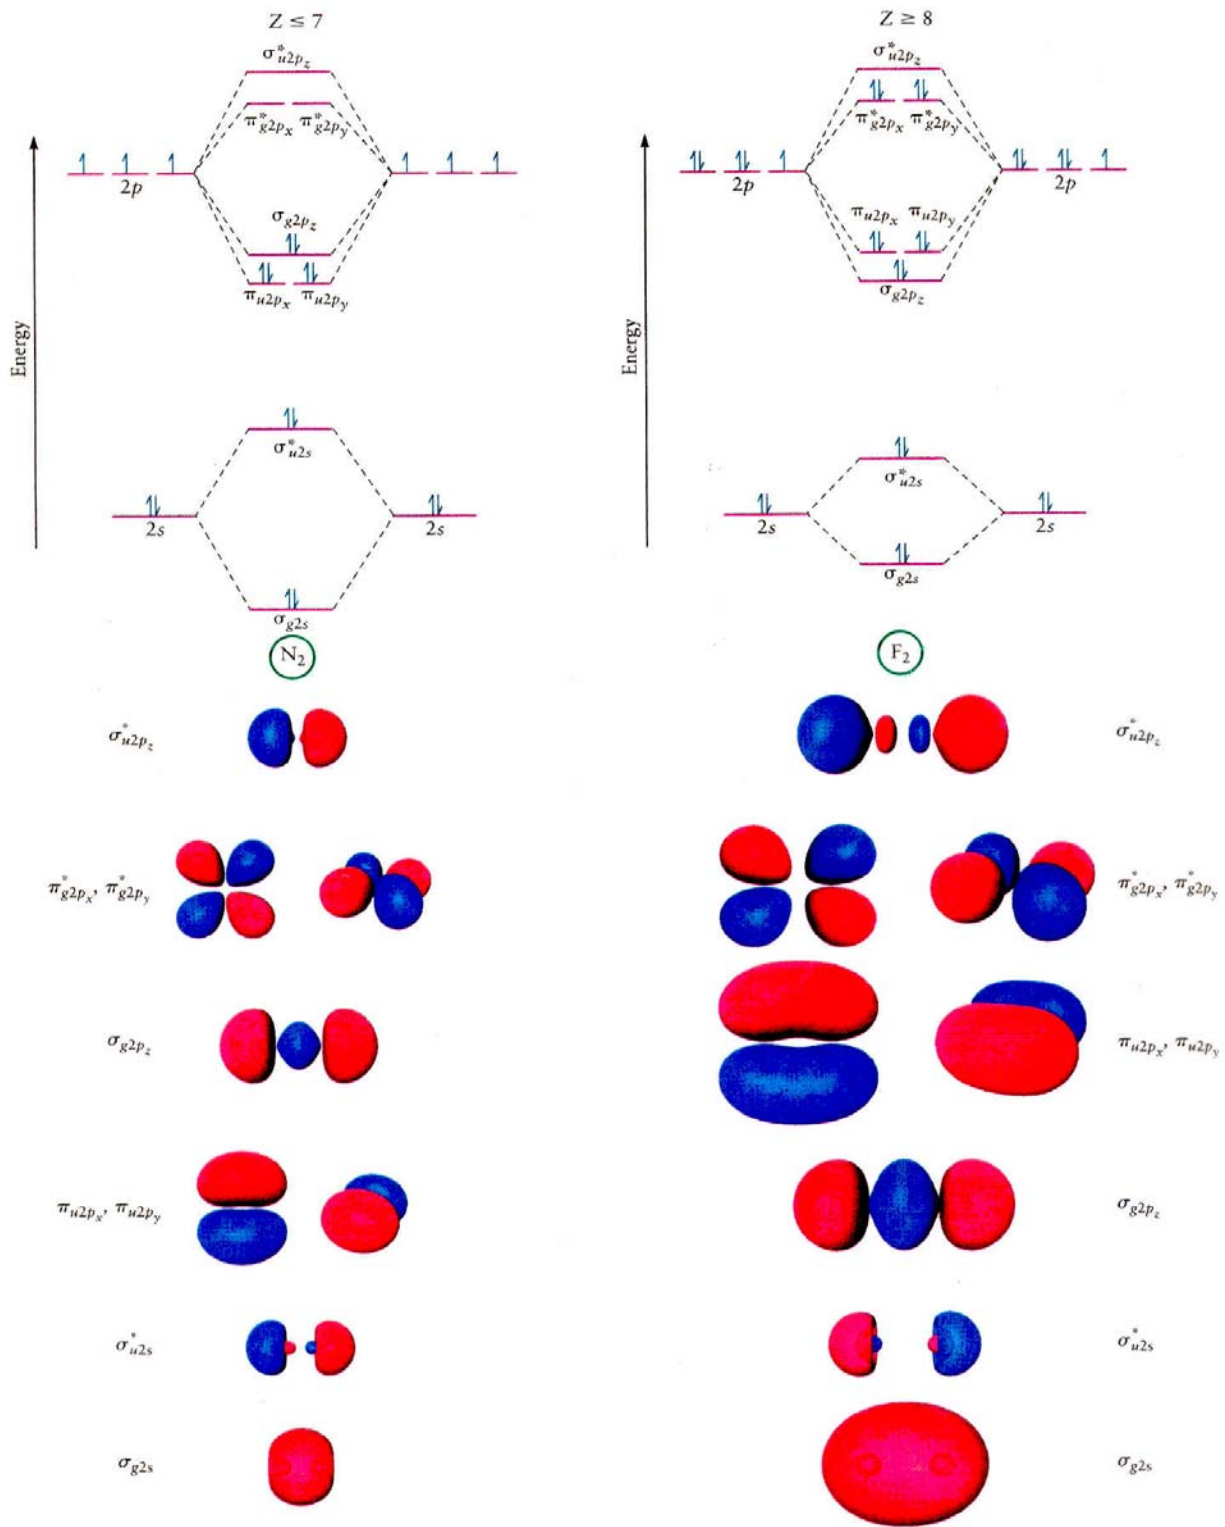 Z ≤ 7
σ*u2pz
π*g2px π*g2py
2p
σg2pz
πu2px πu2py
Energy
σ*u2s
2s 2s
σg2s
N2
Z ≥ 8
σ*u2pz
π*g2px π*g2py
2p 2p
πu2px πu2py
σg2pz
Energy
σ*u2s
2s 2s
σg2s
F2
σ*u2pz
π*g2px, π*g2py
σg2pz
πu2px, πu2py
σ*u2s
σg2s
σ*u2pz
π*g2px, π*g2py
πu2px, πu2py
σg2pz
σ*u2s
σg2s